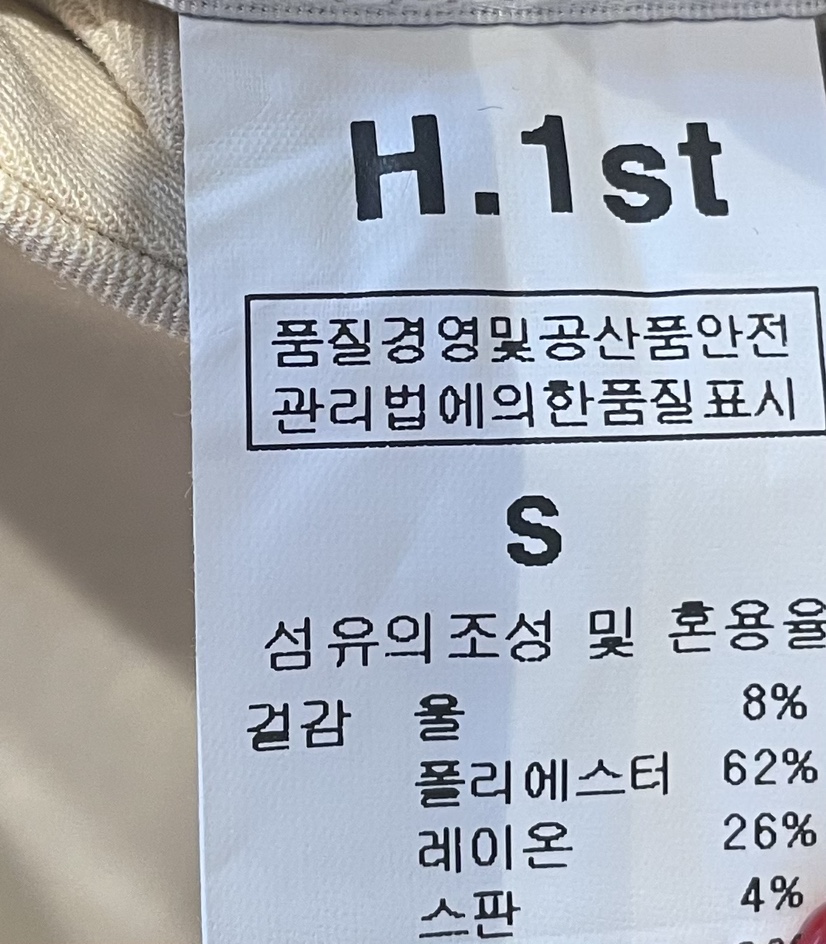 H.1st
품질경영및공산품안전
관리법에의한품질표시
S
섬유의조성 및 혼용율
겉감 울 8%
폴리에스터 62%
레이온 26%
스판 4%